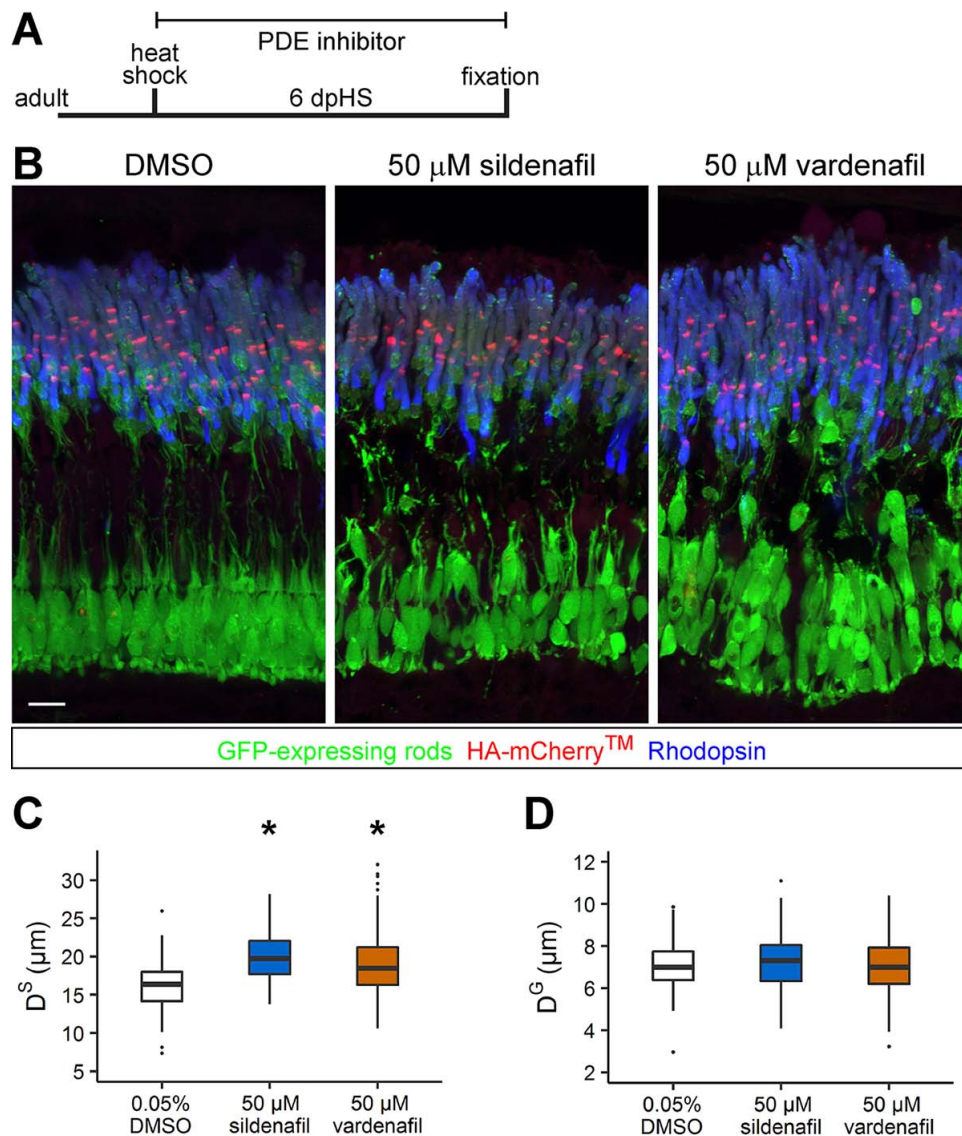 A
PDE inhibitor
heat
shock
fixation
adult
6 dpHS
B
DMSO
50 μM sildenafil
50 μM vardenafil
GFP-expressing rods HA-mCherry™ Rhodopsin
C
*
*
D^S (μm)
30
25
20
15
10
5
0.05%
DMSO
50 μM
sildenafil
50 μM
vardenafil
D
D^G (μm)
12
10
8
6
4
2
0.05%
DMSO
50 μM
sildenafil
50 μM
vardenafil